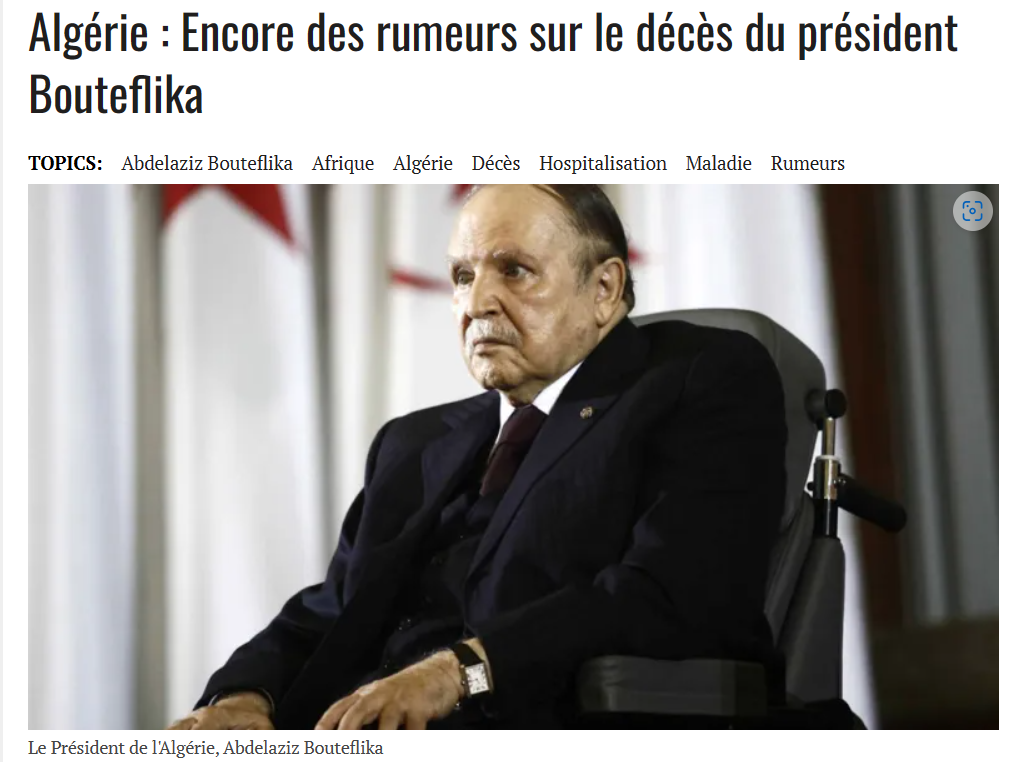 Algérie : Encore des rumeurs sur le décès du président
Bouteflika
TOPICS: Abdelaziz Bouteflika Afrique Algérie Décès Hospitalisation Maladie Rumeurs
Le Président de l'Algérie, Abdelaziz Bouteflika